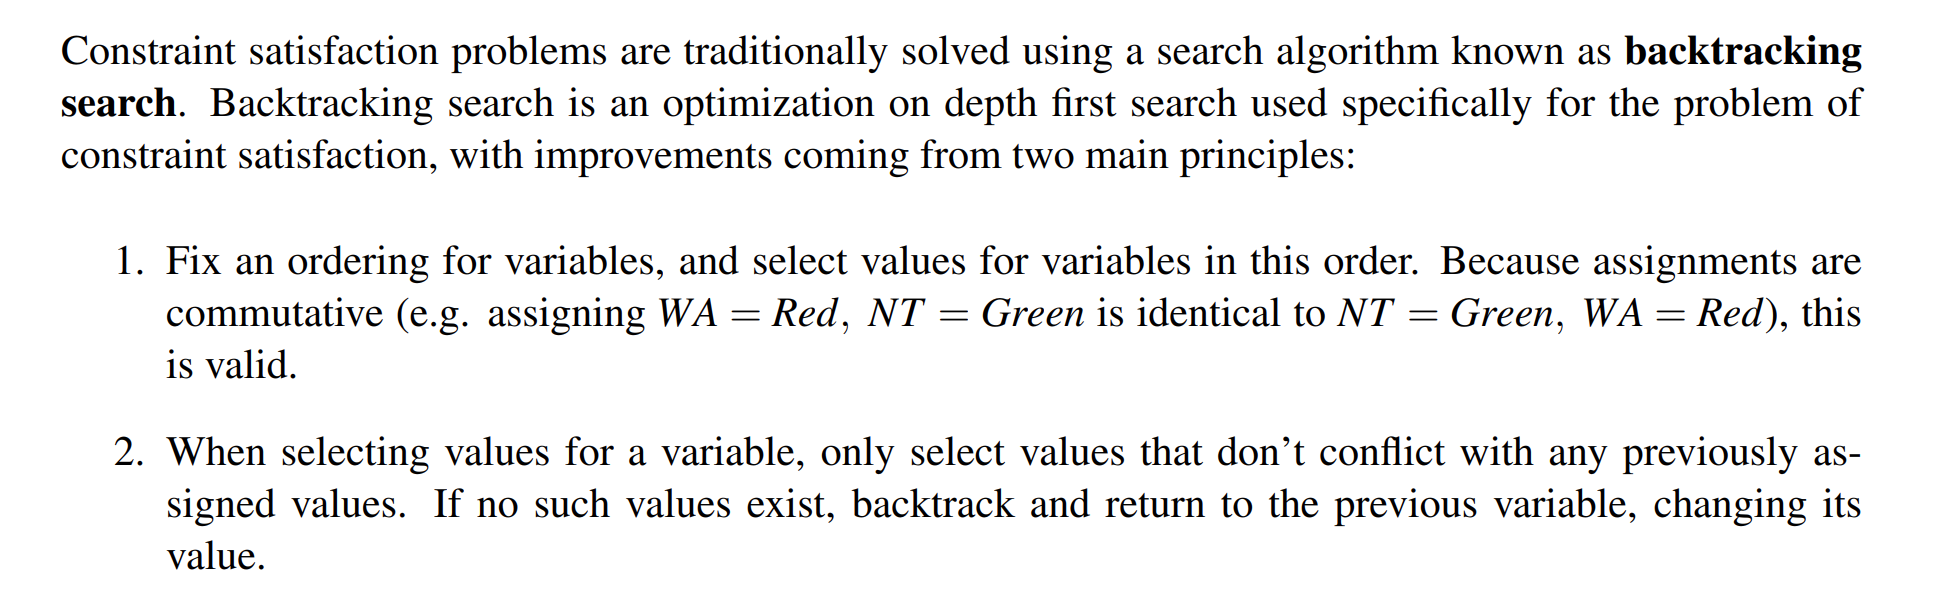 Constraint satisfaction problems are traditionally solved using a search algorithm known as backtracking
search. Backtracking search is an optimization on depth first search used specifically for the problem of
constraint satisfaction, with improvements coming from two main principles:
1. Fix an ordering for variables, and select values for variables in this order. Because assignments are
commutative (e.g. assigning WA = Red, NT = Green is identical to NT = Green, WA = Red), this
is valid.
2. When selecting values for a variable, only select values that don’t conflict with any previously as-
signed values. If no such values exist, backtrack and return to the previous variable, changing its
value.